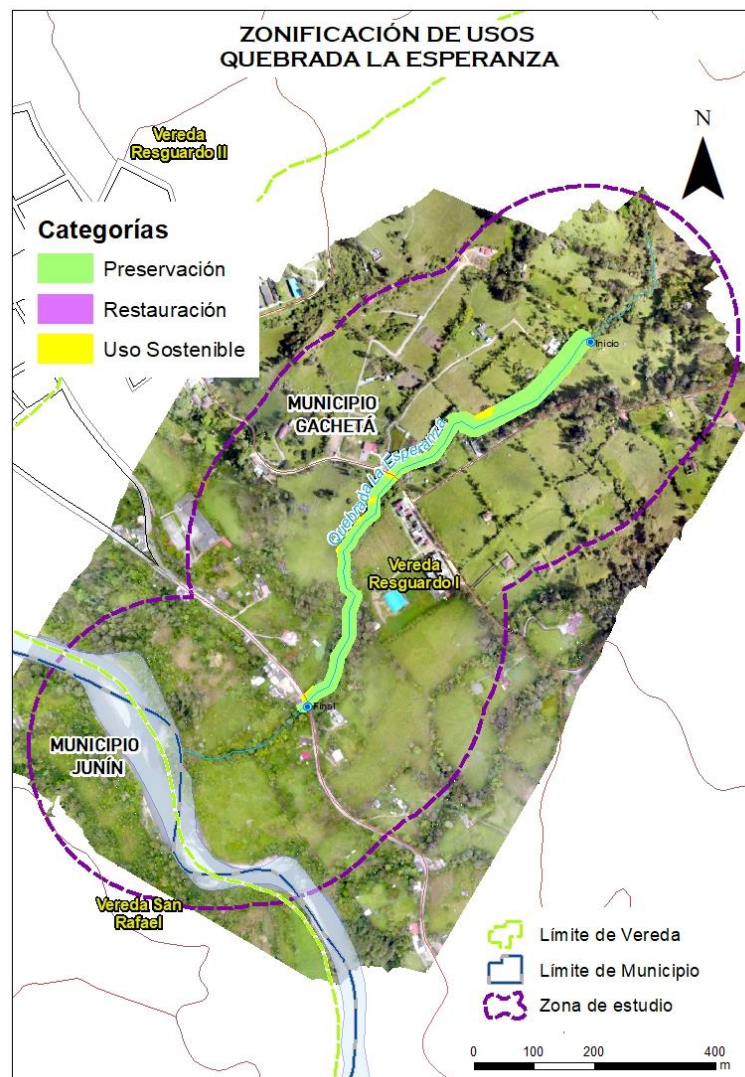 ZONIFICACIÓN DE USOS
QUEBRADA LA ESPERANZA
Vereda
Resguardo II
N
Categorías
Preservación
Restauración
Uso Sostenible
Inicio
MUNICIPIO
GACHETÁ
Quebrada La Esperanza
Vereda
Resguardo I
Final
MUNICIPIO
JUNÍN
Vereda San
Rafael
Límite de Vereda
Límite de Municipio
Zona de estudio
0 100 200 400
m